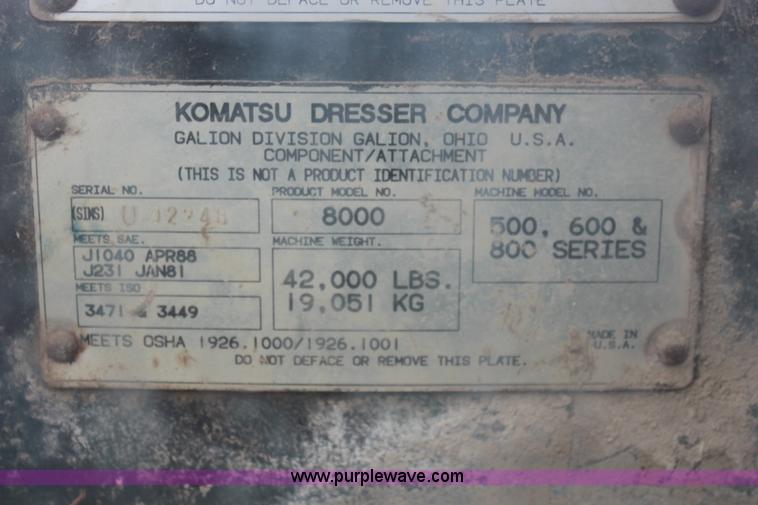 DO NOT DEFACE OR REMOVE THIS PLATE
KOMATSU DRESSER COMPANY
GALION DIVISION GALION, OHIO U.S.A.
COMPONENT/ATTACHMENT
(THIS IS NOT A PRODUCT IDENTIFICATION NUMBER)
SERIAL NO. PRODUCT MODEL NO. MACHINE MODEL NO.
(SINS) 8000 500, 600 &
800 SERIES
MEETS SAE. MACHINE WEIGHT.
J1040 APR88
J231 JAN81
42,000 LBS.
19,051 KG
MEETS ISO
3471 & 3449
MEETS OSHA 1926.1000/1926.1001
MADE IN
U.S.A.
DO NOT DEFACE OR REMOVE THIS PLATE.
www.purplewave.com